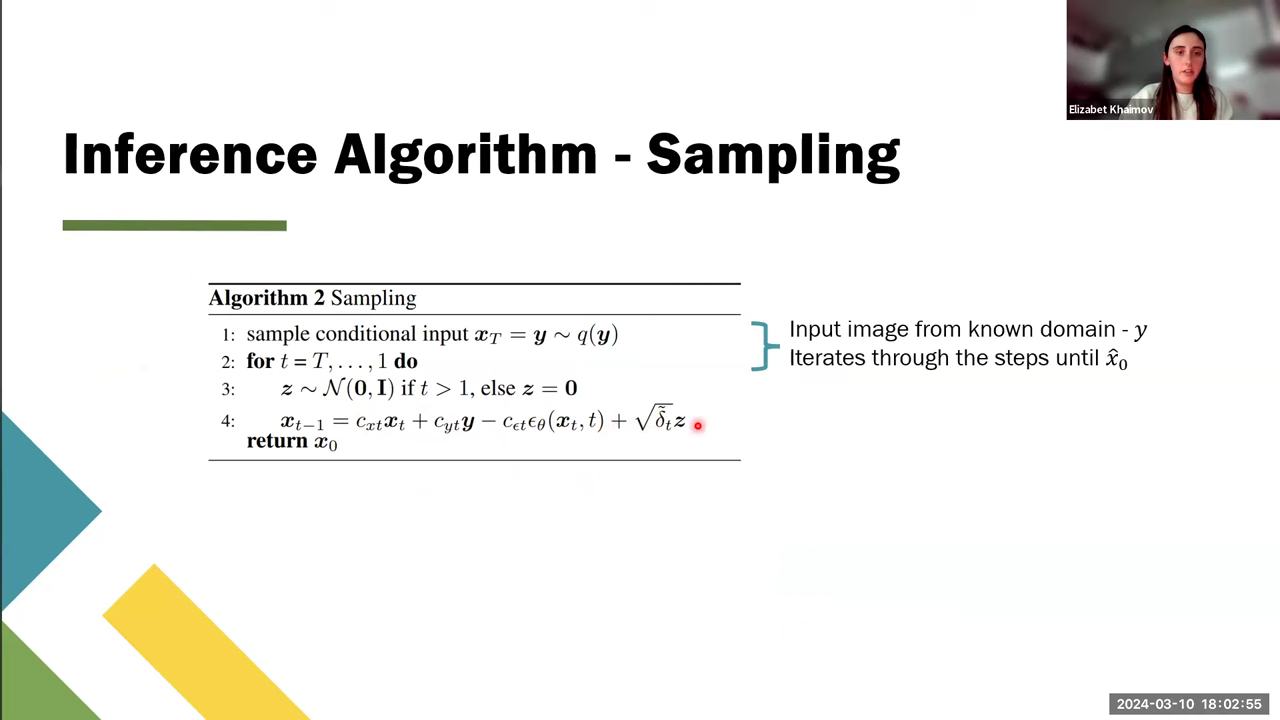 Elizabet Khaimov
Inference Algorithm - Sampling
Algorithm 2 Sampling
1: sample conditional input x_T = y ∼ q(y)
2: for t = T, . . . , 1 do
3: z ∼ N(0, I) if t > 1, else z = 0
4: x_{t−1} = c_{xt}x_t + c_{yt}y − c_{ϵt}ϵ_θ(x_t, t) + √δ̃_t z
return x_0
Input image from known domain - y
Iterates through the steps until x̂_0
2024-03-10 18:02:55